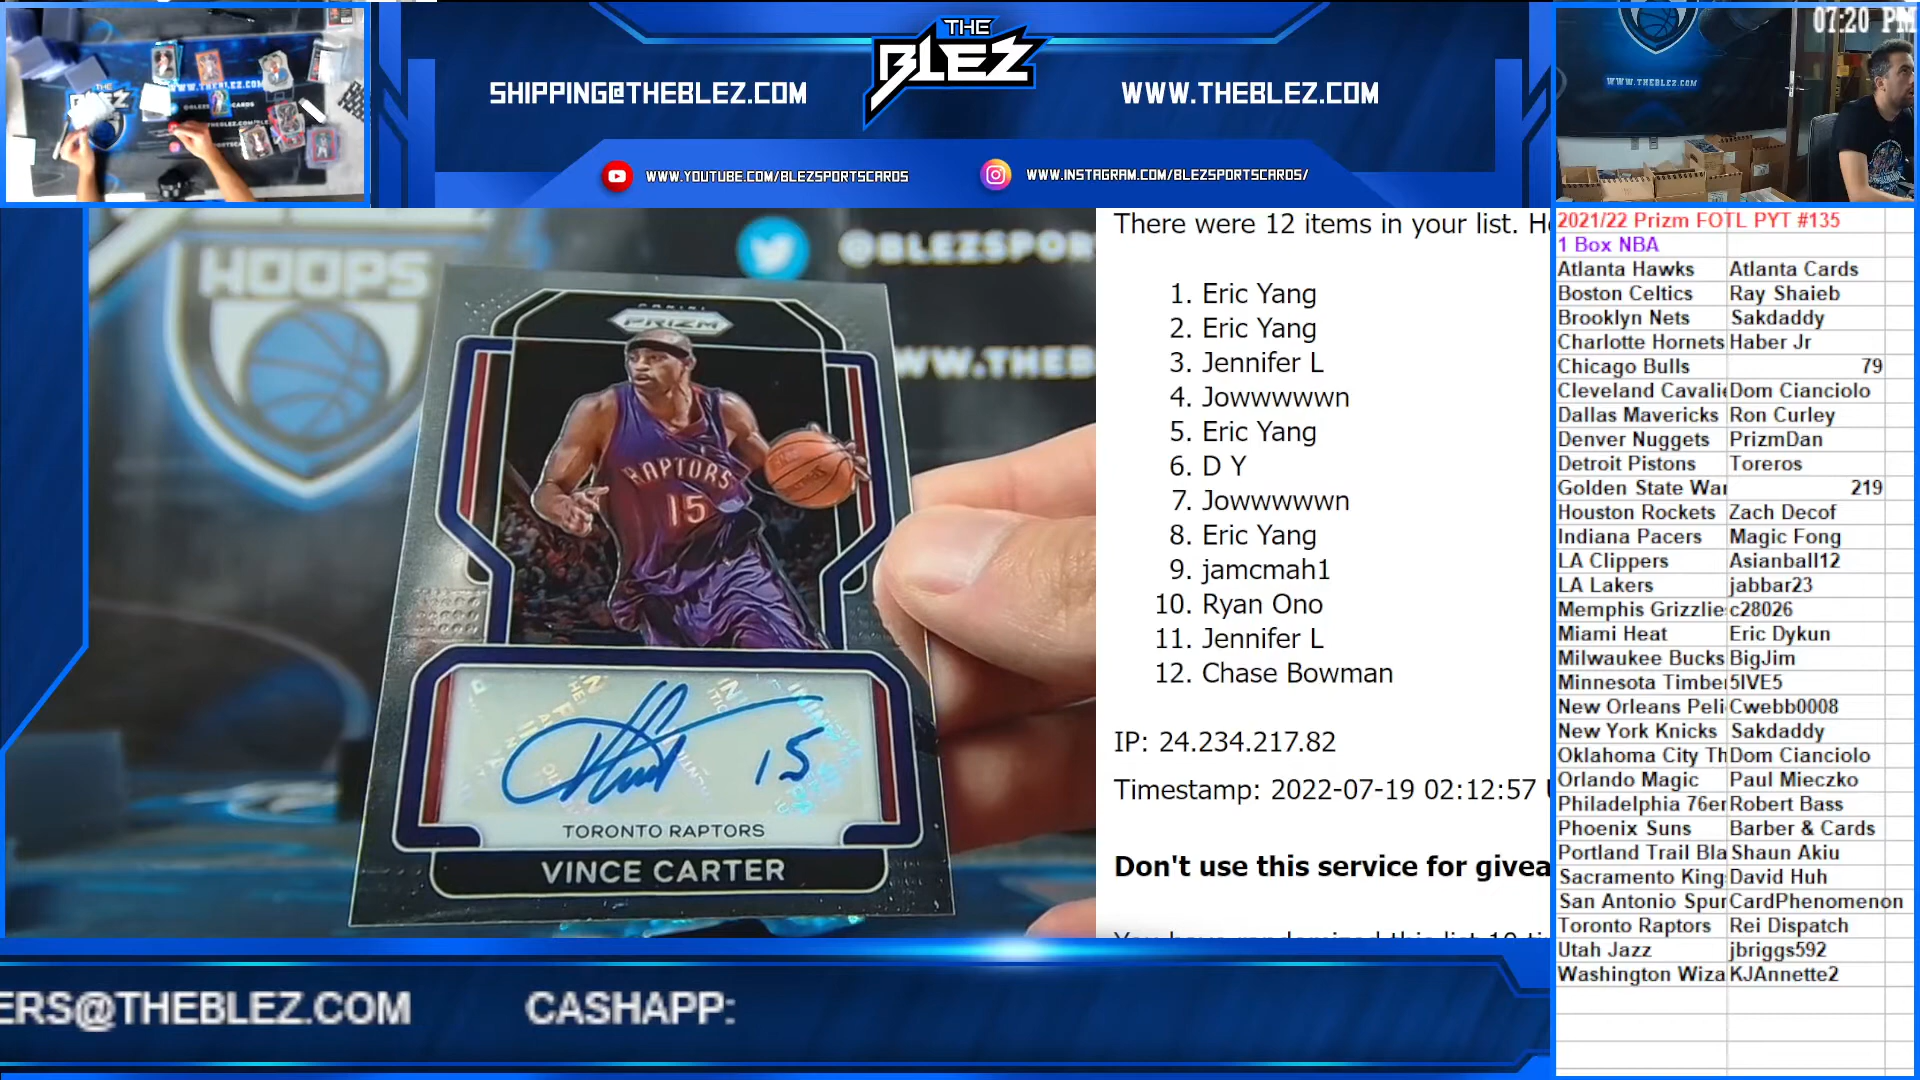 07:20 PM
THE
BLEZ
SHIPPING@THEBLEZ.COM
WWW.THEBLEZ.COM
WWW.YOUTUBE.COM/BLEZSPORTSCARDS
WWW.INSTAGRAM.COM/BLEZSPORTSCARDS/
WWW.THEBLEZ.COM
HOOPS
@BLEZSPOR
WW.THEB
PANINI
PRIZM
RAPTORS
15
15
TORONTO RAPTORS
VINCE CARTER
There were 12 items in your list. H
1. Eric Yang
2. Eric Yang
3. Jennifer L
4. Jowwwwwn
5. Eric Yang
6. D Y
7. Jowwwwwn
8. Eric Yang
9. jamcmah1
10. Ryan Ono
11. Jennifer L
12. Chase Bowman
IP: 24.234.217.82
Timestamp: 2022-07-19 02:12:57 U
Don't use this service for givea
2021/22 Prizm FOTL PYT #135
1 Box NBA
Atlanta Hawks Atlanta Cards
Boston Celtics Ray Shaieb
Brooklyn Nets Sakdaddy
Charlotte Hornets Haber Jr
Chicago Bulls 79
Cleveland Cavalie Dom Cianciolo
Dallas Mavericks Ron Curley
Denver Nuggets PrizmDan
Detroit Pistons Toreros
Golden State War 219
Houston Rockets Zach Decof
Indiana Pacers Magic Fong
LA Clippers Asianball12
LA Lakers jabbar23
Memphis Grizzlie c28026
Miami Heat Eric Dykun
Milwaukee Bucks BigJim
Minnesota Timber 5IVE5
New Orleans Peli Cwebb0008
New York Knicks Sakdaddy
Oklahoma City Th Dom Cianciolo
Orlando Magic Paul Mieczko
Philadelphia 76er Robert Bass
Phoenix Suns Barber & Cards
Portland Trail Bla Shaun Akiu
Sacramento King David Huh
San Antonio Spur CardPhenomenon
Toronto Raptors Rei Dispatch
Utah Jazz jbriggs592
Washington Wiza KJAnnette2
ERS@THEBLEZ.COM CASHAPP: